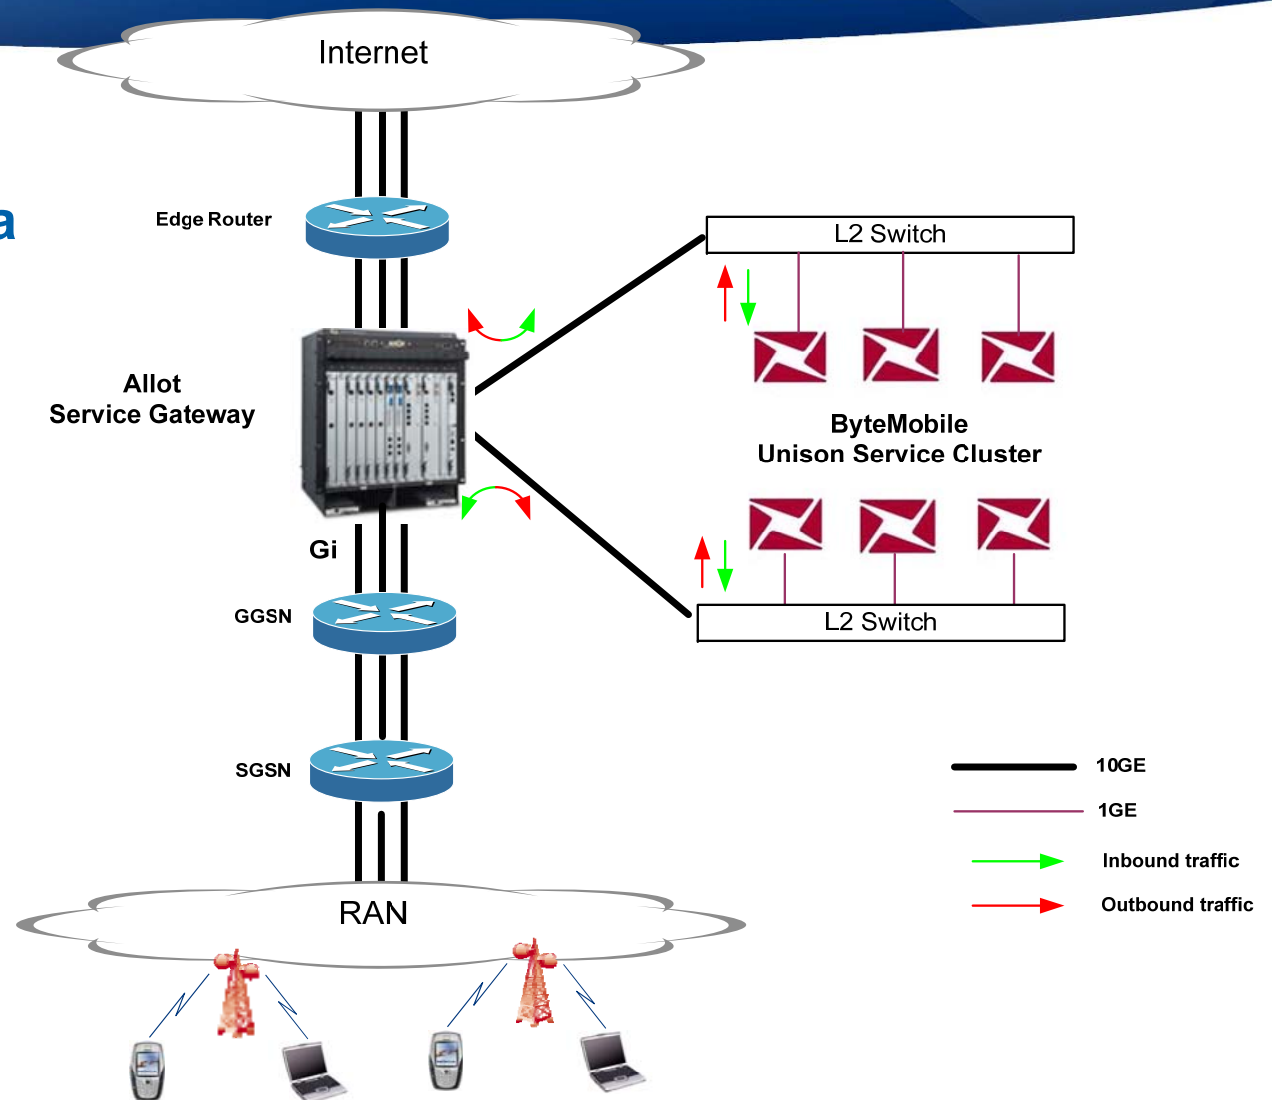 Internet
a
Edge Router
L2 Switch
Allot
Service Gateway
ByteMobile
Unison Service Cluster
Gi
GGSN
L2 Switch
SGSN
10GE
1GE
Inbound traffic
Outbound traffic
RAN